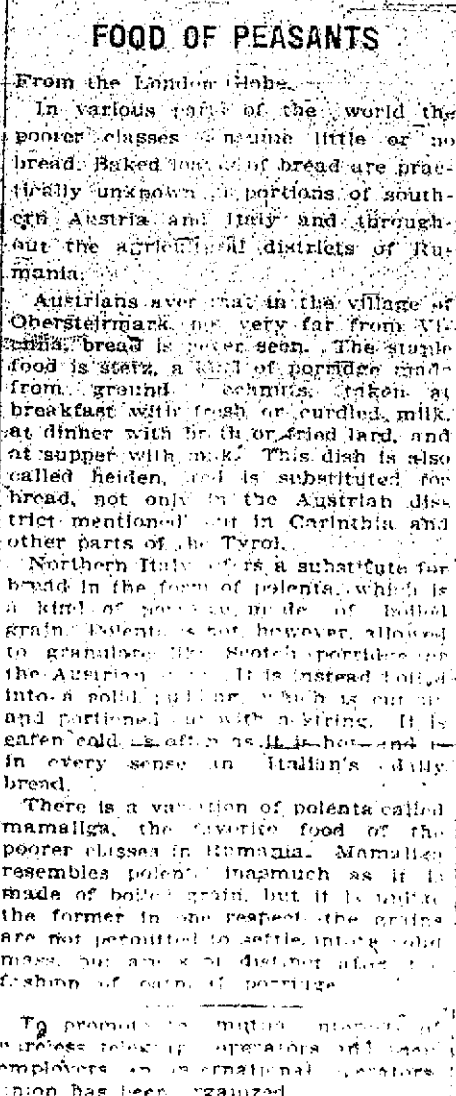 FOOD OF PEASANTS
From the London Globe.
In various parts of the world the
poorer classes consume little or no
bread. Baked of bread are prac-
tically unknown in portions of south-
ern Austria and Italy and through-
out the agricultural districts of Ru-
mania.
Austrians aver that in the village of
Obersteirmark, not very far from Vi-
enna, bread is never seen. The staple
food is sterz, a kind of porridge made
from ground taken at
breakfast with fresh or curdled milk,
at dinner with broth or fried lard, and
at supper with milk. This dish is also
called heiden, and is substituted for
bread, not only in the Austrian dis-
trict mentioned but in Carinthia and
other parts of the Tyrol.
Northern Italy offers a substitute for
bread in the form of polenta, which is
a kind of made of boiled
grain. Polenta is not, however, allowed
to granulate like Scotch porridge or
the Austrian It is instead boiled
into a solid pudding, which is cut up
and portioned out with a string. It is
eaten cold as often as it is hot and is
in every sense an Italian's daily
bread.
There is a variation of polenta called
mamaliga, the favorite food of the
poorer classes in Rumania. Mamaliga
resembles polenta inasmuch as it is
made of boiled grain, but it is unlike
the former in one respect the grains
are not permitted to settle into a solid
mass, but are kept distinct after the
fashion of oatmeal porridge
To promote the mutual interests of
wireless operators and their
employers an international operators
union has been organized